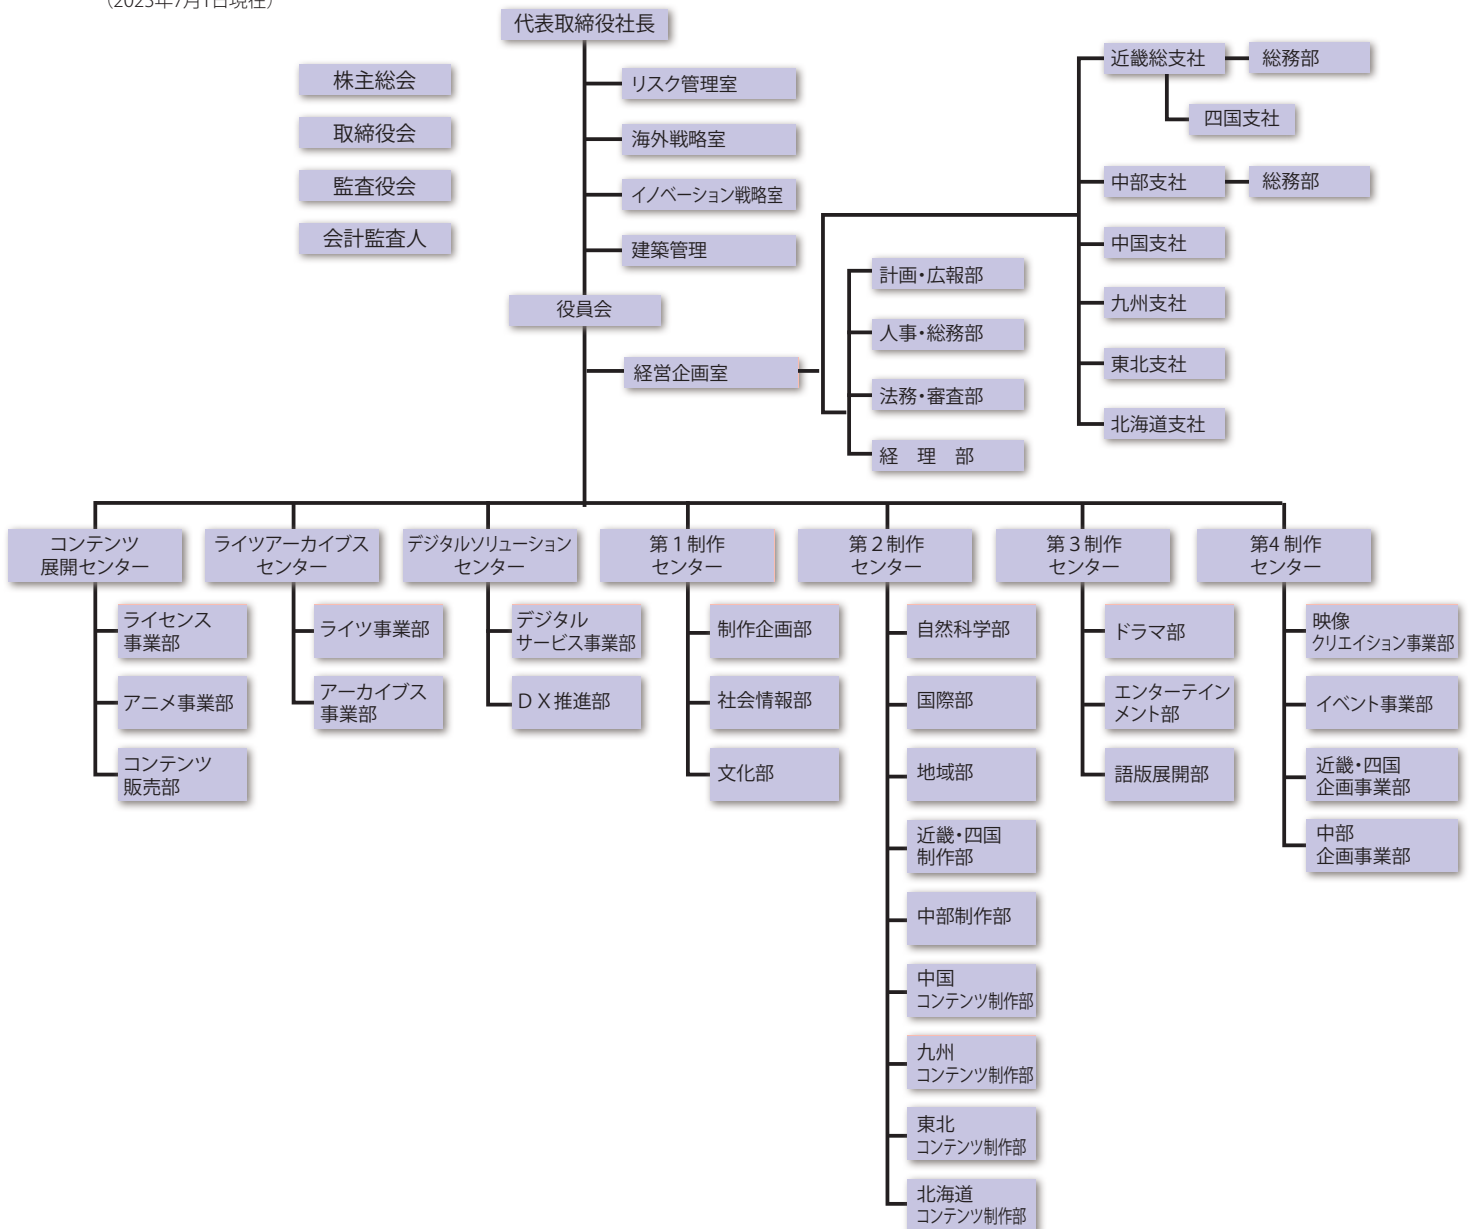 （2025年7月1日現在）
代表取締役社長
株主総会
取締役会
監査役会
会計監査人
リスク管理室
海外戦略室
イノベーション戦略室
建築管理
役員会
経営企画室
計画・広報部
人事・総務部
法務・審査部
経　理　部
近畿総支社
総務部
四国支社
中部支社
総務部
中国支社
九州支社
東北支社
北海道支社
コンテンツ
展開センター
ライセンス
事業部
アニメ事業部
コンテンツ
販売部
ライツアーカイブス
センター
ライツ事業部
アーカイブス
事業部
デジタルソリューション
センター
デジタル
サービス事業部
ＤＸ推進部
第１制作
センター
制作企画部
社会情報部
文化部
第２制作
センター
自然科学部
国際部
地域部
近畿・四国
制作部
中部制作部
中国
コンテンツ制作部
九州
コンテンツ制作部
東北
コンテンツ制作部
北海道
コンテンツ制作部
第３制作
センター
ドラマ部
エンターテイン
メント部
語版展開部
第4制作
センター
映像
クリエイション事業部
イベント事業部
近畿・四国
企画事業部
中部
企画事業部